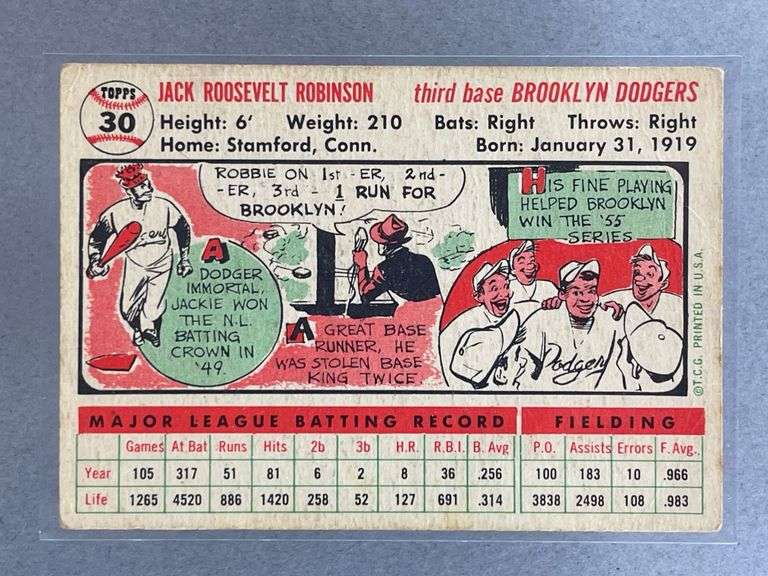 TOPPS
30
JACK ROOSEVELT ROBINSON third base BROOKLYN DODGERS
Height: 6' Weight: 210 Bats: Right Throws: Right
Home: Stamford, Conn. Born: January 31, 1919
A
DODGER
IMMORTAL,
JACKIE WON
THE N.L.
BATTING
CROWN IN
'49.
ROBBIE ON 1st-ER, 2nd-
-ER, 3rd - 1 RUN FOR
BROOKLYN!
A GREAT BASE
RUNNER, HE
WAS STOLEN BASE
KING TWICE.
HIS FINE PLAYING
HELPED BROOKLYN
WIN THE '55
SERIES
Dodgers
©T.C.G. PRINTED IN U.S.A.
MAJOR LEAGUE BATTING RECORD FIELDING
Games At Bat Runs Hits 2b 3b H.R. R.B.I. B. Avg P.O. Assists Errors F. Avg.
Year 105 317 51 81 6 2 8 36 .256 100 183 10 .966
Life 1265 4520 886 1420 258 52 127 691 .314 3838 2498 108 .983